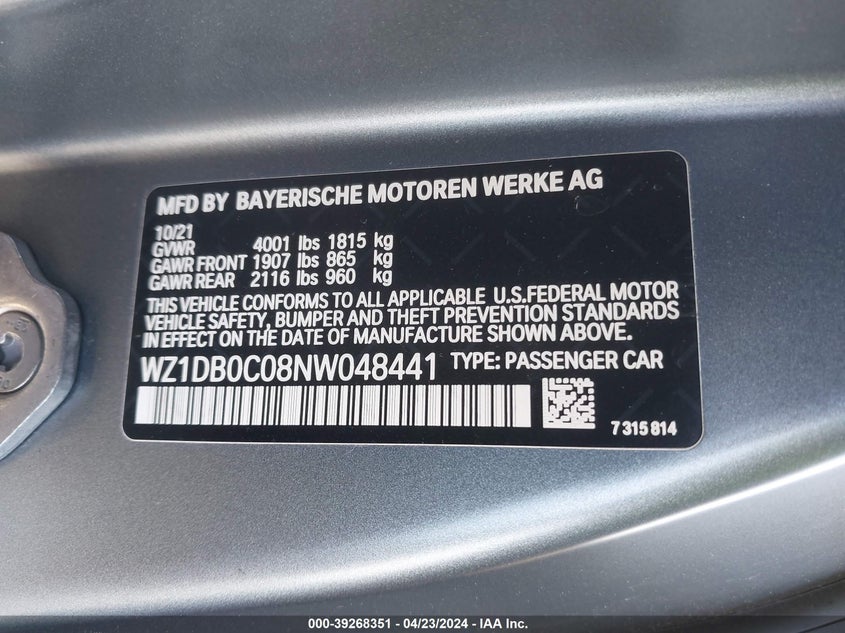 MFD BY BAYERISCHE MOTOREN WERKE AG
10/21
GVWR 4001 lbs 1815 kg
GAWR FRONT 1907 lbs 865 kg
GAWR REAR 2116 lbs 960 kg
THIS VEHICLE CONFORMS TO ALL APPLICABLE U.S.FEDERAL MOTOR
VEHICLE SAFETY, BUMPER AND THEFT PREVENTION STANDARDS
IN EFFECT ON THE DATE OF MANUFACTURE SHOWN ABOVE.
WZ1DB0C08NW048441 TYPE: PASSENGER CAR
7 315 814
000-39268351 / 04/23/2024 - IAA Inc.